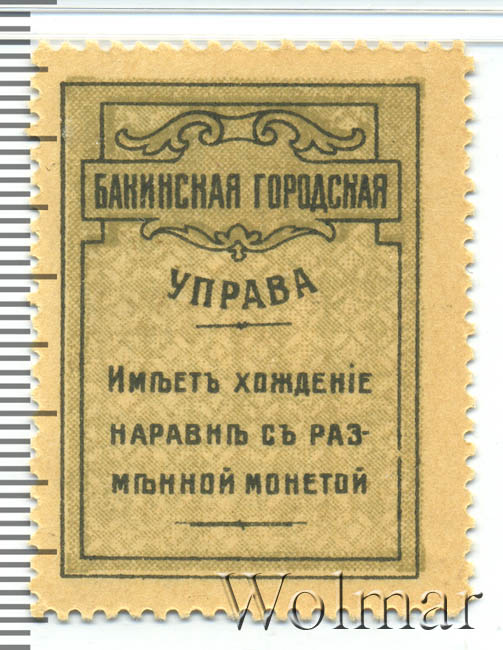 БАКИНСКАЯ ГОРОДСКАЯ
УПРАВА
Имѣетъ хожденіе
наравнѣ съ раз-
мѣнной монетой
Wolmar